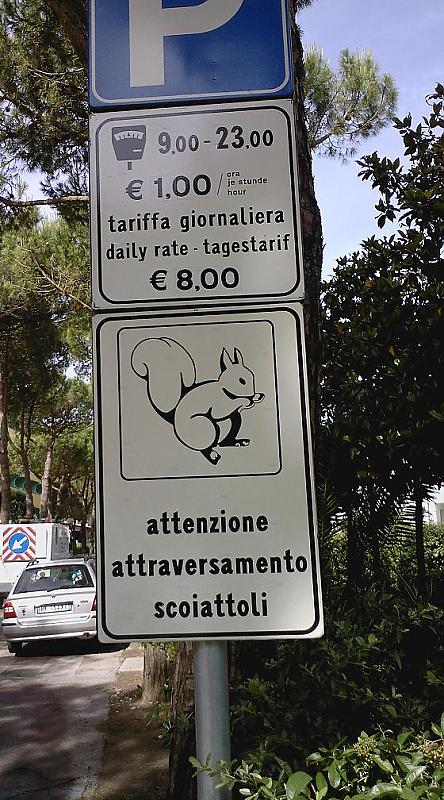 P
9,00 - 23,00
€ 1,00 / ora
je stunde
hour
tariffa giornaliera
daily rate - tagestarif
€ 8,00
attenzione
attraversamento
scoiattoli